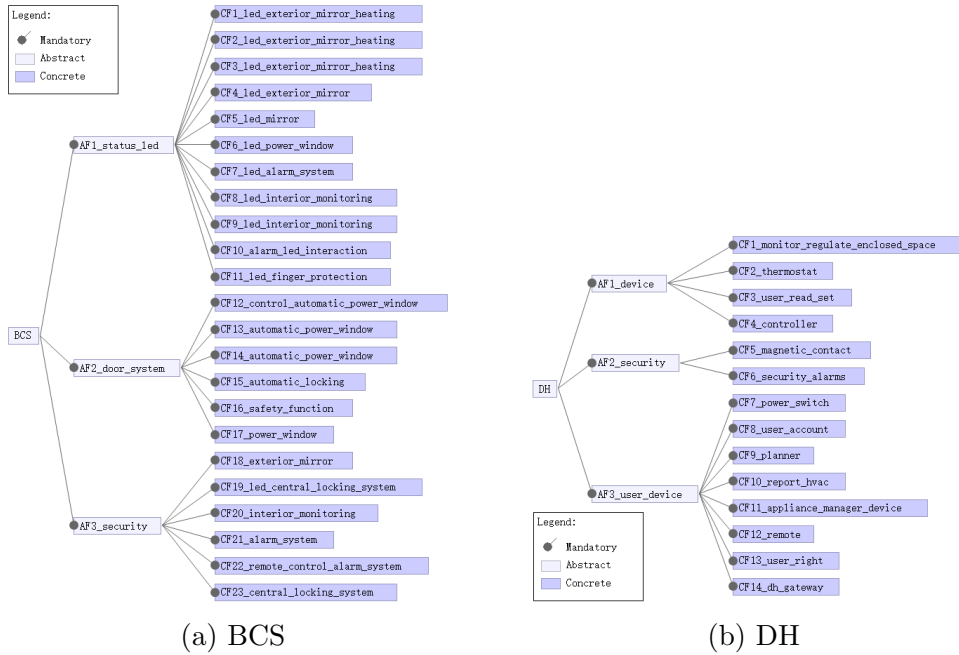 Legend:
Mandatory
Abstract
Concrete
BCS
AF1_status_led
CF1_led_exterior_mirror_heating
CF2_led_exterior_mirror_heating
CF3_led_exterior_mirror_heating
CF4_led_exterior_mirror
CF5_led_mirror
CF6_led_power_window
CF7_led_alarm_system
CF8_led_interior_monitoring
CF9_led_interior_monitoring
CF10_alarm_led_interaction
CF11_led_finger_protection
AF2_door_system
CF12_control_automatic_power_window
CF13_automatic_power_window
CF14_automatic_power_window
CF15_automatic_locking
CF16_safety_function
CF17_power_window
AF3_security
CF18_exterior_mirror
CF19_led_central_locking_system
CF20_interior_monitoring
CF21_alarm_system
CF22_remote_control_alarm_system
CF23_central_locking_system
(a) BCS
DH
AF1_device
CF1_monitor_regulate_enclosed_space
CF2_thermostat
CF3_user_read_set
CF4_controller
AF2_security
CF5_magnetic_contact
CF6_security_alarms
AF3_user_device
CF7_power_switch
CF8_user_account
CF9_planner
CF10_report_hvac
CF11_appliance_manager_device
CF12_remote
CF13_user_right
CF14_dh_gateway
Legend:
Mandatory
Abstract
Concrete
(b) DH